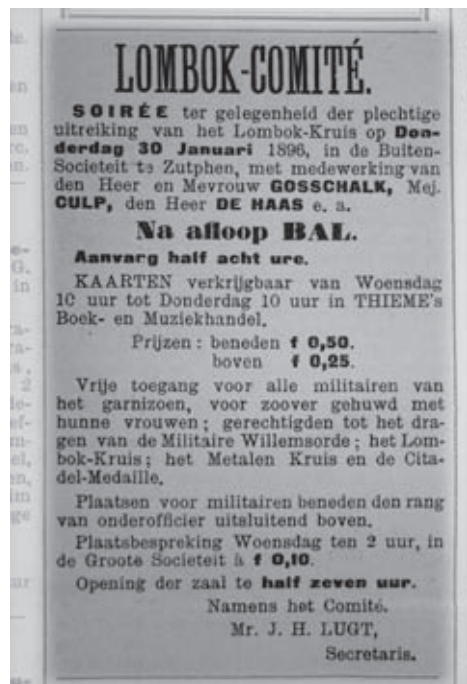 LOMBOK-COMITÉ.
SOIRÉE ter gelegenheid der plechtige
uitreiking van het Lombok-Kruis op Don-
derdag 30 Januari 1896, in de Buiten-
Societeit te Zutphen, met medewerking van
den Heer en Mevrouw GOSSCHALK, Mej.
CULP, den Heer DE HAAS e. a.
Na afloop BAL.
Aanvang half acht ure.
KAARTEN verkrijgbaar van Woensdag
10 uur tot Donderdag 10 uur in THIEME's
Boek- en Muziekhandel.
Prijzen: beneden f 0,50.
boven f 0,25.
Vrije toegang voor alle militairen van
het garnizoen, voor zoover gehuwd met
hunne vrouwen; gerechtigden tot het dra-
gen van de Militaire Willemsorde; het Lom-
bok-Kruis; het Metalen Kruis en de Cita-
del-Medaille.
Plaatsen voor militairen beneden den rang
van onderofficier uitsluitend boven.
Plaatsbespreking Woensdag ten 2 uur, in
de Groote Societeit à f 0,10.
Opening der zaal te half zeven uur.
Namens het Comité.
Mr. J. H. LUGT,
Secretaris.